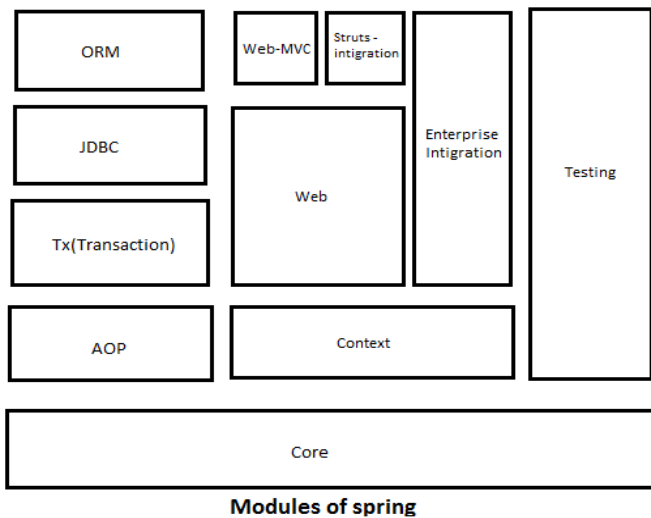 ORM
Web-MVC
Struts -
intigration
JDBC
Enterprise
Intigration
Testing
Web
Tx(Transaction)
AOP
Context
Core
Modules of spring